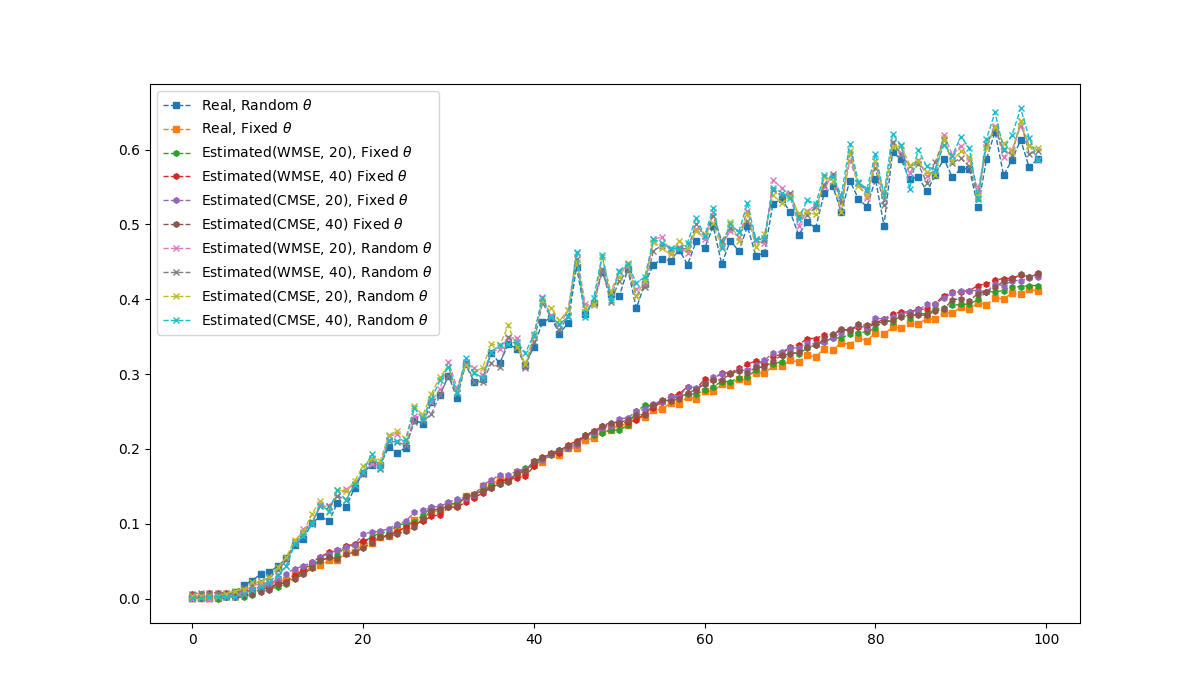 Real, Random θ
Real, Fixed θ
Estimated(WMSE, 20), Fixed θ
Estimated(WMSE, 40) Fixed θ
Estimated(CMSE, 20), Fixed θ
Estimated(CMSE, 40) Fixed θ
Estimated(WMSE, 20), Random θ
Estimated(WMSE, 40), Random θ
Estimated(CMSE, 20), Random θ
Estimated(CMSE, 40), Random θ
0.6
0.5
0.4
0.3
0.2
0.1
0.0
0 20 40 60 80 100